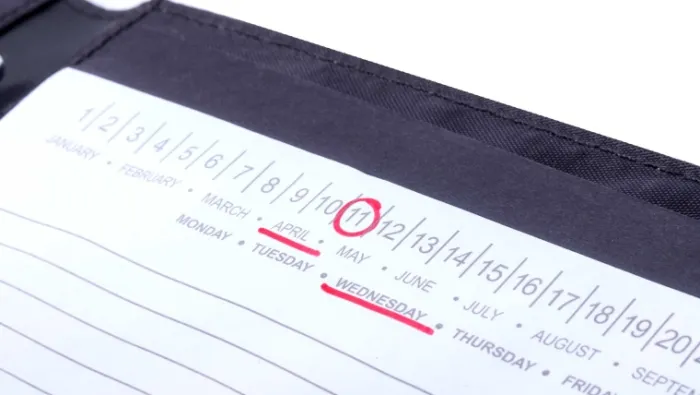 1 2 3 4 5 6 7 8 9 10 11 12 13 14 15 16 17 18 19 20
JANUARY • FEBRUARY • MARCH • APRIL • MAY • JUNE • JULY • AUGUST •
MONDAY • TUESDAY • WEDNESDAY • THURSDAY •